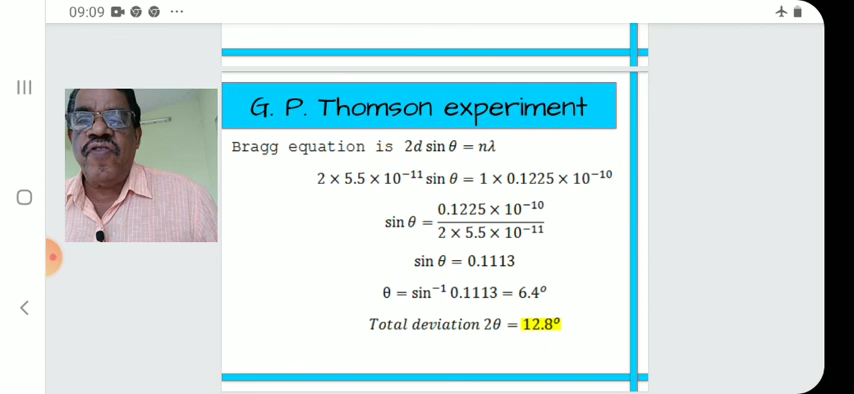 09:09
G. P. Thomson experiment
Bragg equation is 2d sin θ = nλ
2 × 5.5 × 10⁻¹¹ sin θ = 1 × 0.1225 × 10⁻¹⁰
sin θ = 0.1225 × 10⁻¹⁰ / 2 × 5.5 × 10⁻¹¹
sin θ = 0.1113
θ = sin⁻¹ 0.1113 = 6.4°
Total deviation 2θ = 12.8°